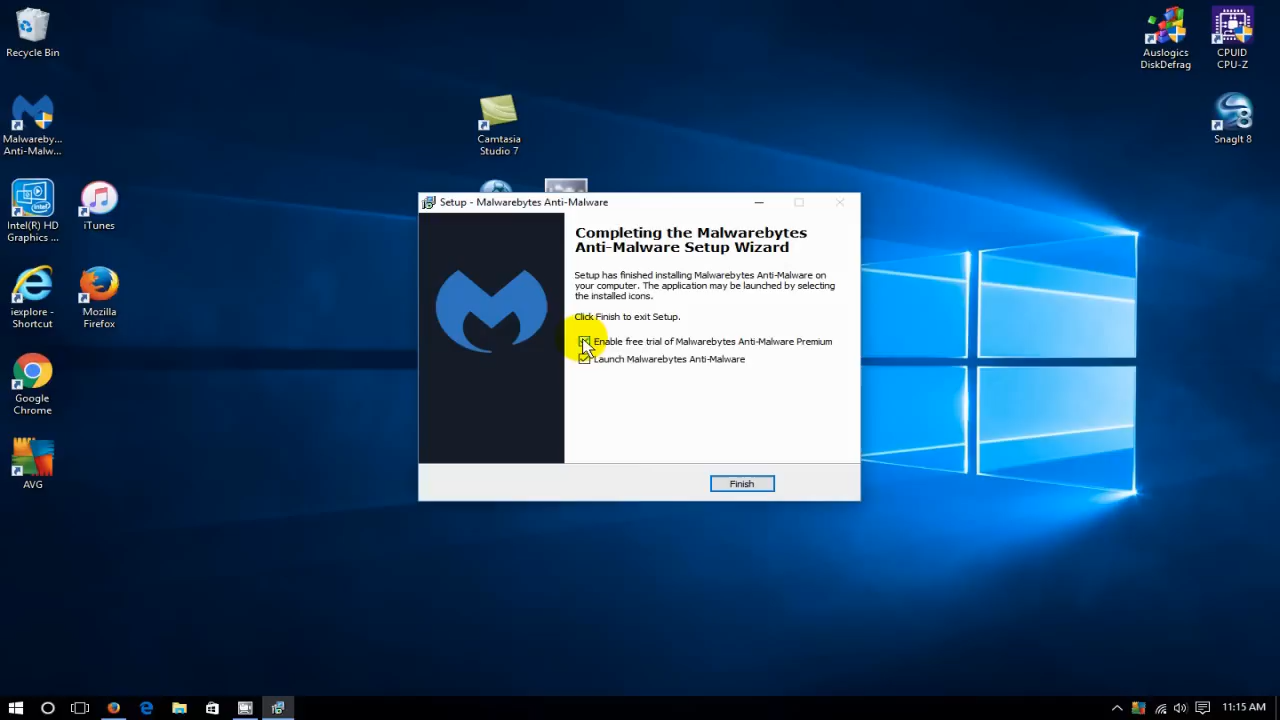 Recycle Bin
Auslogics
DiskDefrag
CPUID
CPU-Z
Malwareby...
Anti-Malw...
Camtasia
Studio 7
SnagIt 8
Intel(R) HD
Graphics ...
iTunes
Setup - Malwarebytes Anti-Malware
Completing the Malwarebytes
Anti-Malware Setup Wizard
Setup has finished installing Malwarebytes Anti-Malware on
your computer. The application may be launched by selecting
the installed icons.
Click Finish to exit Setup.
Enable free trial of Malwarebytes Anti-Malware Premium
Launch Malwarebytes Anti-Malware
iexplore -
Shortcut
Mozilla
Firefox
Google
Chrome
AVG
Finish
11:15 AM